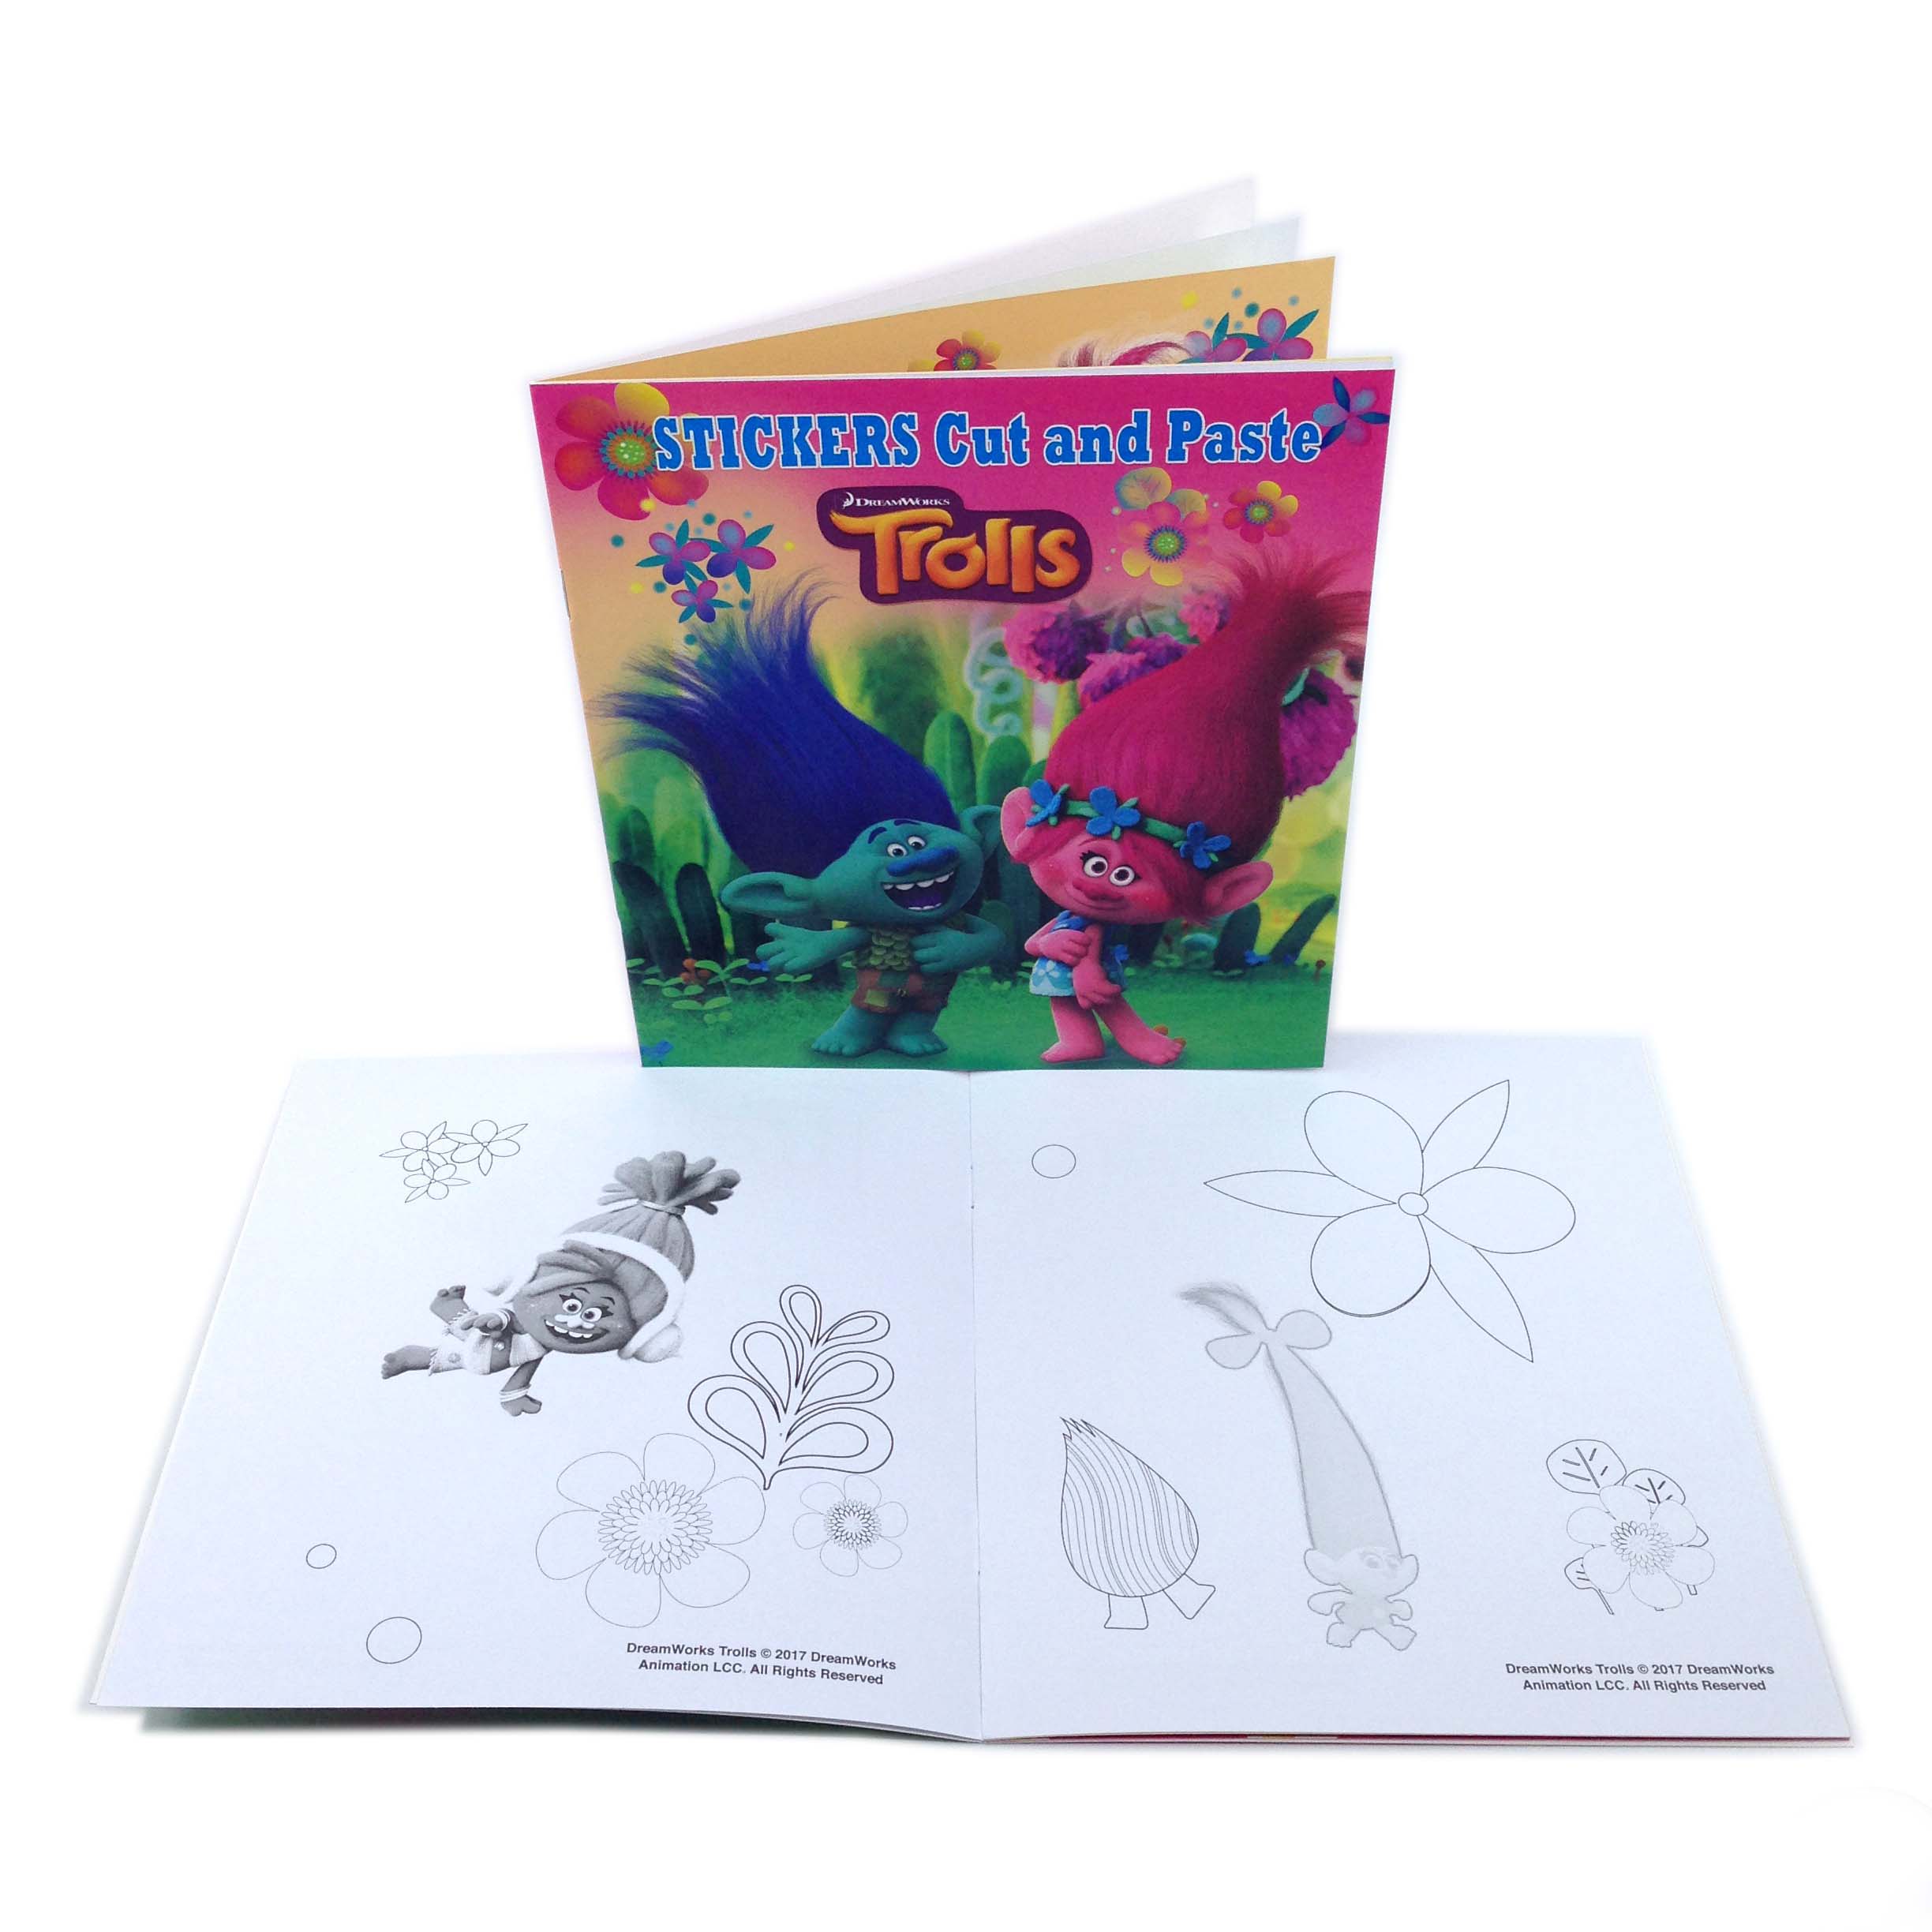 STICKERS Cut and Paste
DREAMWORKS
Trolls
DreamWorks Trolls © 2017 DreamWorks
Animation LCC. All Rights Reserved
DreamWorks Trolls © 2017 DreamWorks
Animation LCC. All Rights Reserved